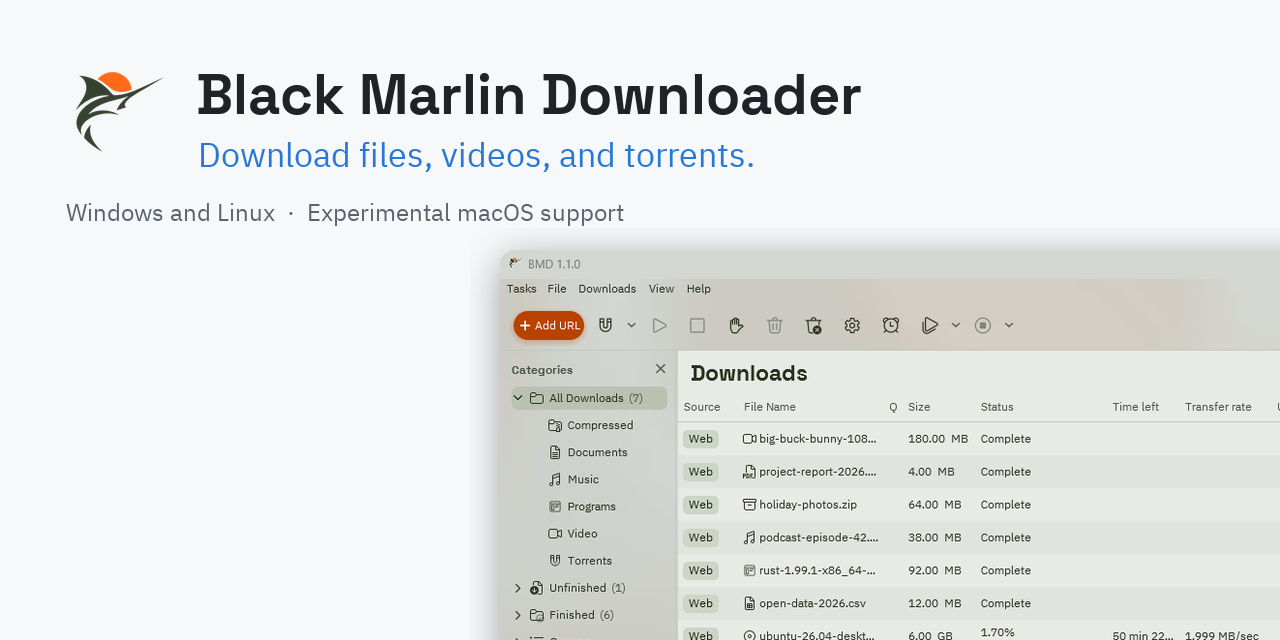 Black Marlin Downloader
Download files, videos, and torrents.
Windows and Linux · Experimental macOS support
BMD 1.1.0
Tasks File Downloads View Help
+ Add URL
Categories
All Downloads (7)
Compressed
Documents
Music
Programs
Video
Torrents
Unfinished (1)
Finished (6)
Downloads
Source File Name Q Size Status Time left Transfer rate
Web big-buck-bunny-108... 180.00 MB Complete
Web project-report-2026.... 4.00 MB Complete
Web holiday-photos.zip 64.00 MB Complete
Web podcast-episode-42.... 38.00 MB Complete
Web rust-1.99.1-x86_64-... 92.00 MB Complete
Web open-data-2026.csv 12.00 MB Complete
Web ubuntu-26.04-deskt... 6.00 GB 1.70% 50 min 22... 1.999 MB/sec